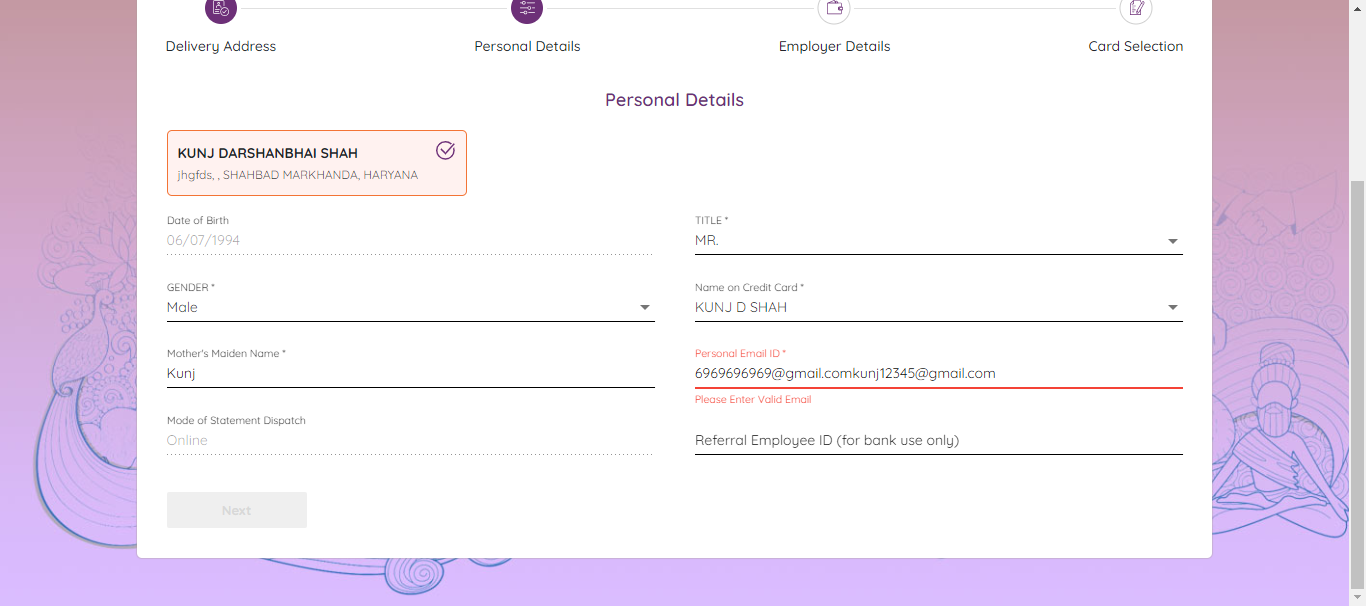 Delivery Address
Personal Details
Employer Details
Card Selection
Personal Details
KUNJ DARSHANBHAI SHAH
jhgfds, , SHAHBAD MARKHANDA, HARYANA
Date of Birth
06/07/1994
TITLE *
MR.
GENDER *
Male
Name on Credit Card *
KUNJ D SHAH
Mother's Maiden Name *
Kunj
Personal Email ID *
6969696969@gmail.comkunj12345@gmail.com
Please Enter Valid Email
Mode of Statement Dispatch
Online
Referral Employee ID (for bank use only)
Next